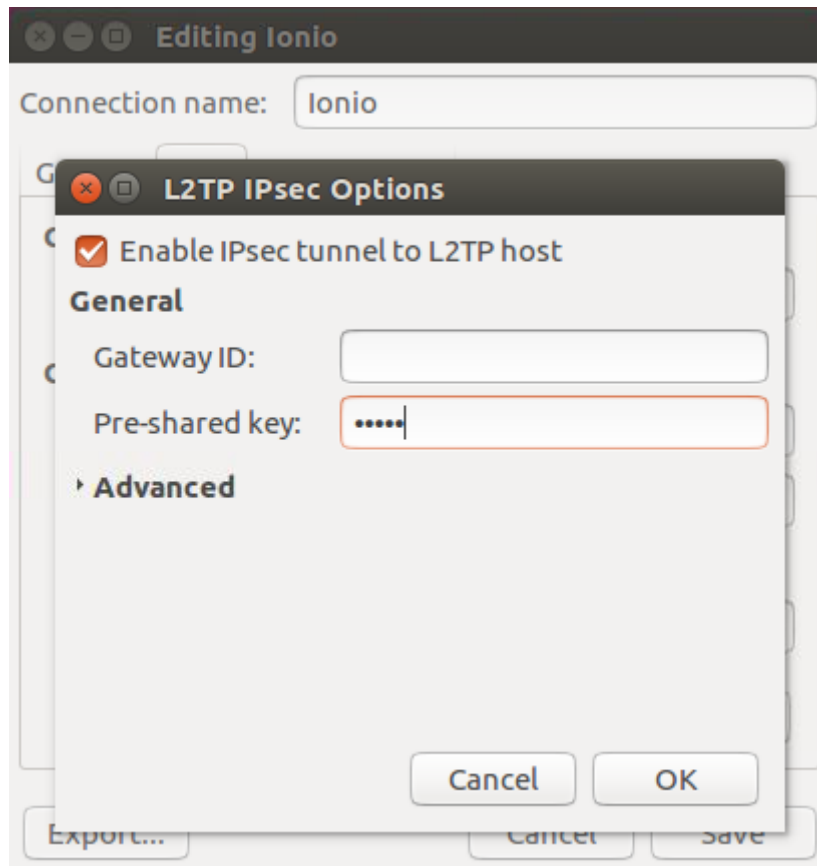 Editing Ionio
Connection name: Ionio
G
L2TP IPsec Options
Enable IPsec tunnel to L2TP host
General
Gateway ID:
Pre-shared key: •••••
Advanced
Cancel OK
Export... Cancel Save